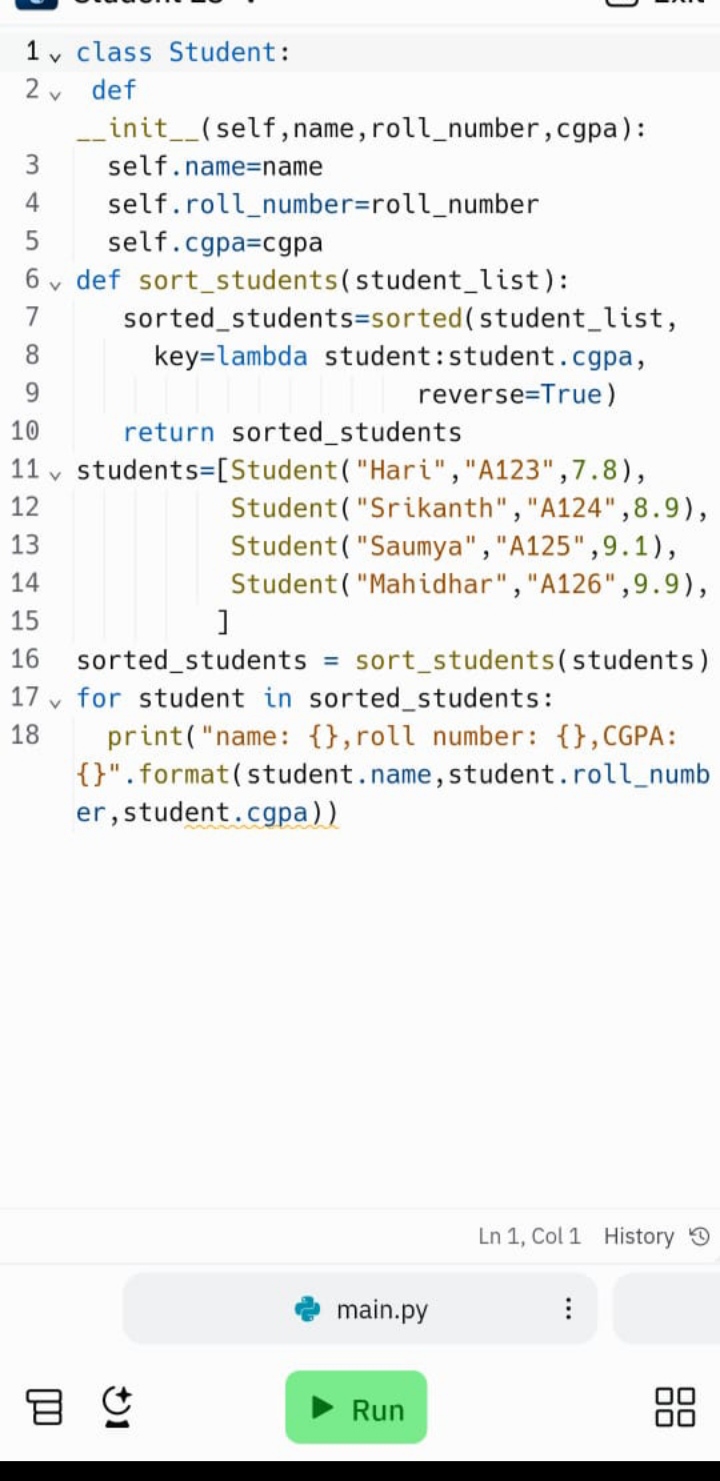 1 class Student:
2 def
__init__(self,name,roll_number,cgpa):
3 self.name=name
4 self.roll_number=roll_number
5 self.cgpa=cgpa
6 def sort_students(student_list):
7 sorted_students=sorted(student_list,
8 key=lambda student:student.cgpa,
9 reverse=True)
10 return sorted_students
11 students=[Student("Hari","A123",7.8),
12 Student("Srikanth","A124",8.9),
13 Student("Saumya","A125",9.1),
14 Student("Mahidhar","A126",9.9),
15 ]
16 sorted_students = sort_students(students)
17 for student in sorted_students:
18 print("name: {},roll number: {},CGPA:
{}".format(student.name,student.roll_numb
er,student.cgpa))
Ln 1, Col 1 History
main.py
Run